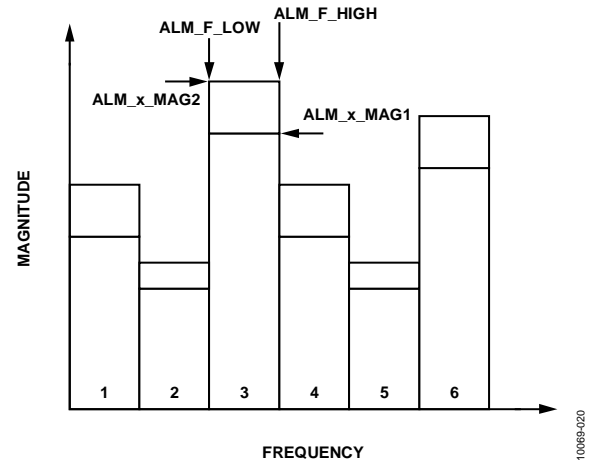 ALM_F_HIGH
ALM_F_LOW
ALM_x_MAG2
ALM_x_MAG1
MAGNITUDE
1 2 3 4 5 6
FREQUENCY
10069-020